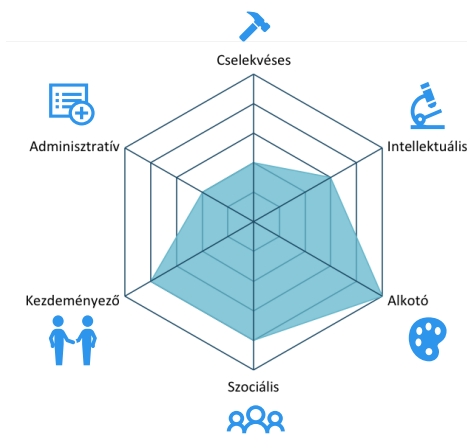 Cselekvéses
Adminisztratív
Intellektuális
Kezdeményező
Alkotó
Szociális